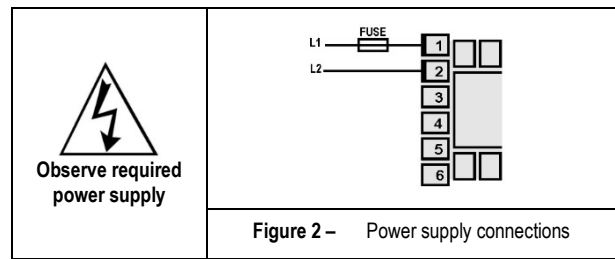 Observe required
power supply
FUSE
L1
L2
1
2
3
4
5
6
Figure 2 – Power supply connections